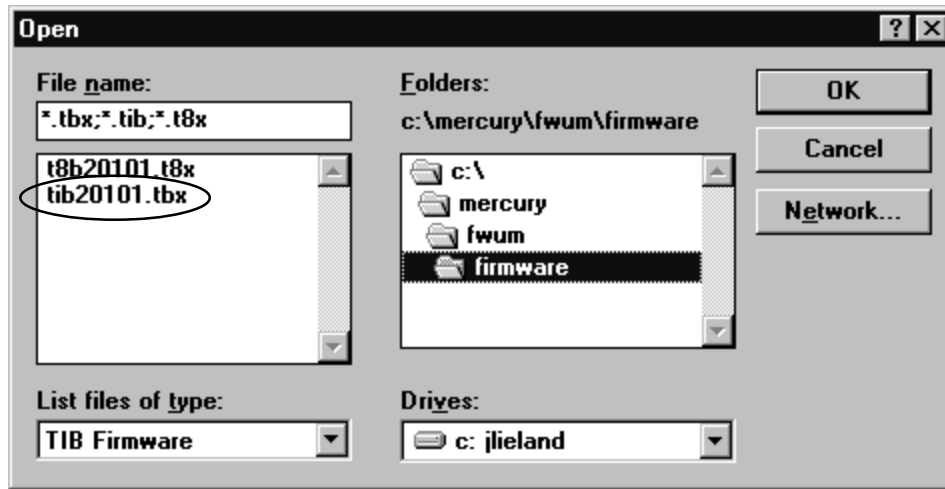 Open
File name:
*.tbx;*.tib;*.t8x
t8b20101.t8x
tib20101.tbx
List files of type:
TIB Firmware
Folders:
c:\mercury\fwum\firmware
c:\
mercury
fwum
firmware
Drives:
c: jlieland
OK
Cancel
Network...